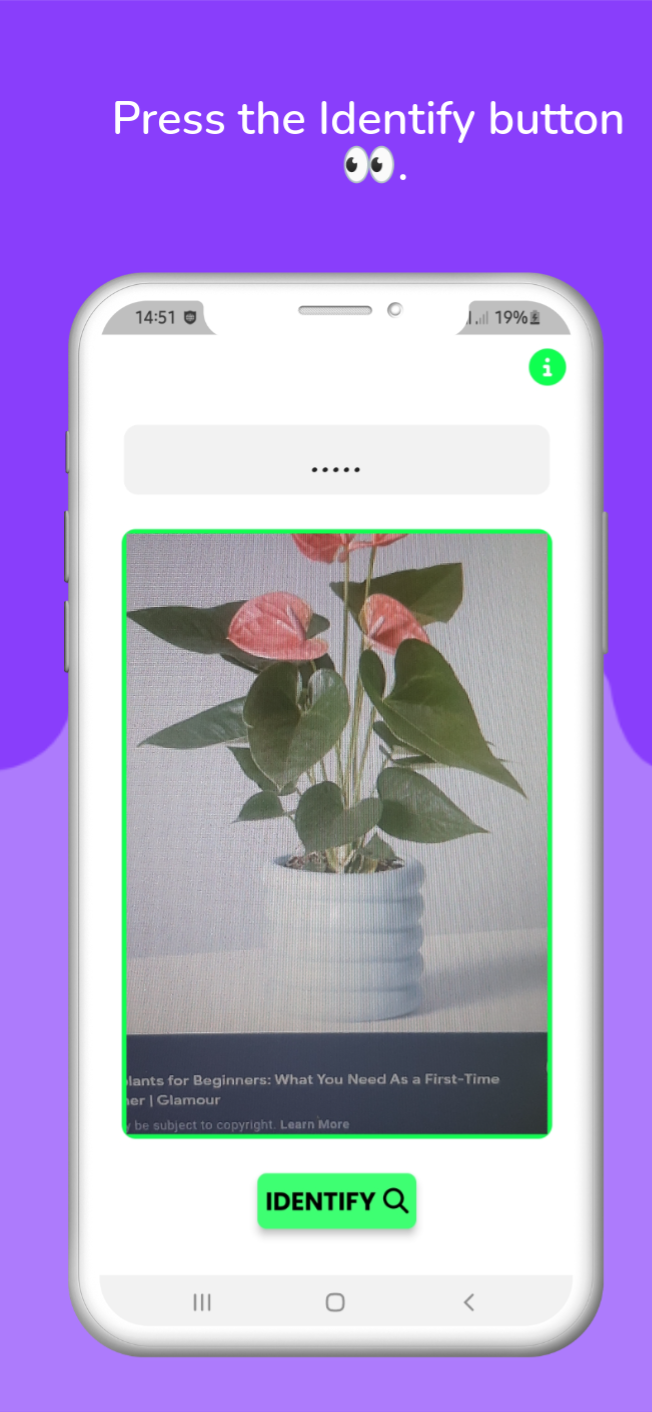 Press the Identify button
👀.
14:51
19%
.....
lants for Beginners: What You Need As a First-Time
er | Glamour
y be subject to copyright. Learn More
IDENTIFY